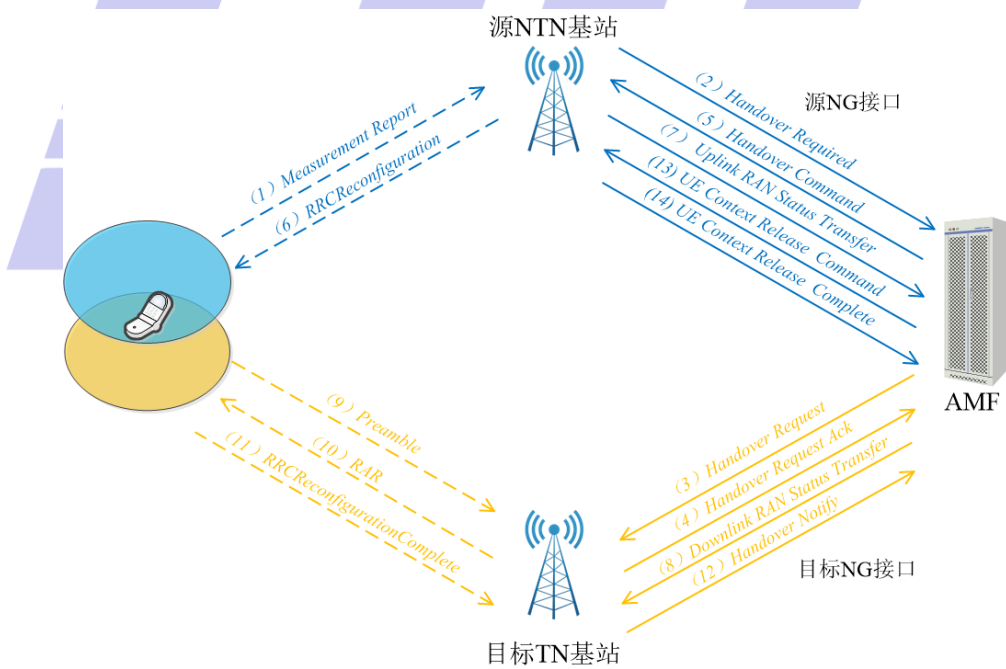 源NTN基站
源NG接口
(1）Measurement Report
(6）RRCReconfiguration
(2）Handover Required
(5）Handover Command
(7） Uplink RAN Status Transfer
(13) UE Context Release Command
(14) UE Context Release Complete
AMF
(9）Preamble
(10）RAR
(11）RRCReconfigurationComplete
(3）Handover Request
(4）Handover Request Ack
(8）Downlink RAN Status Transfer
(12）Handover Notify
目标NG接口
目标TN基站